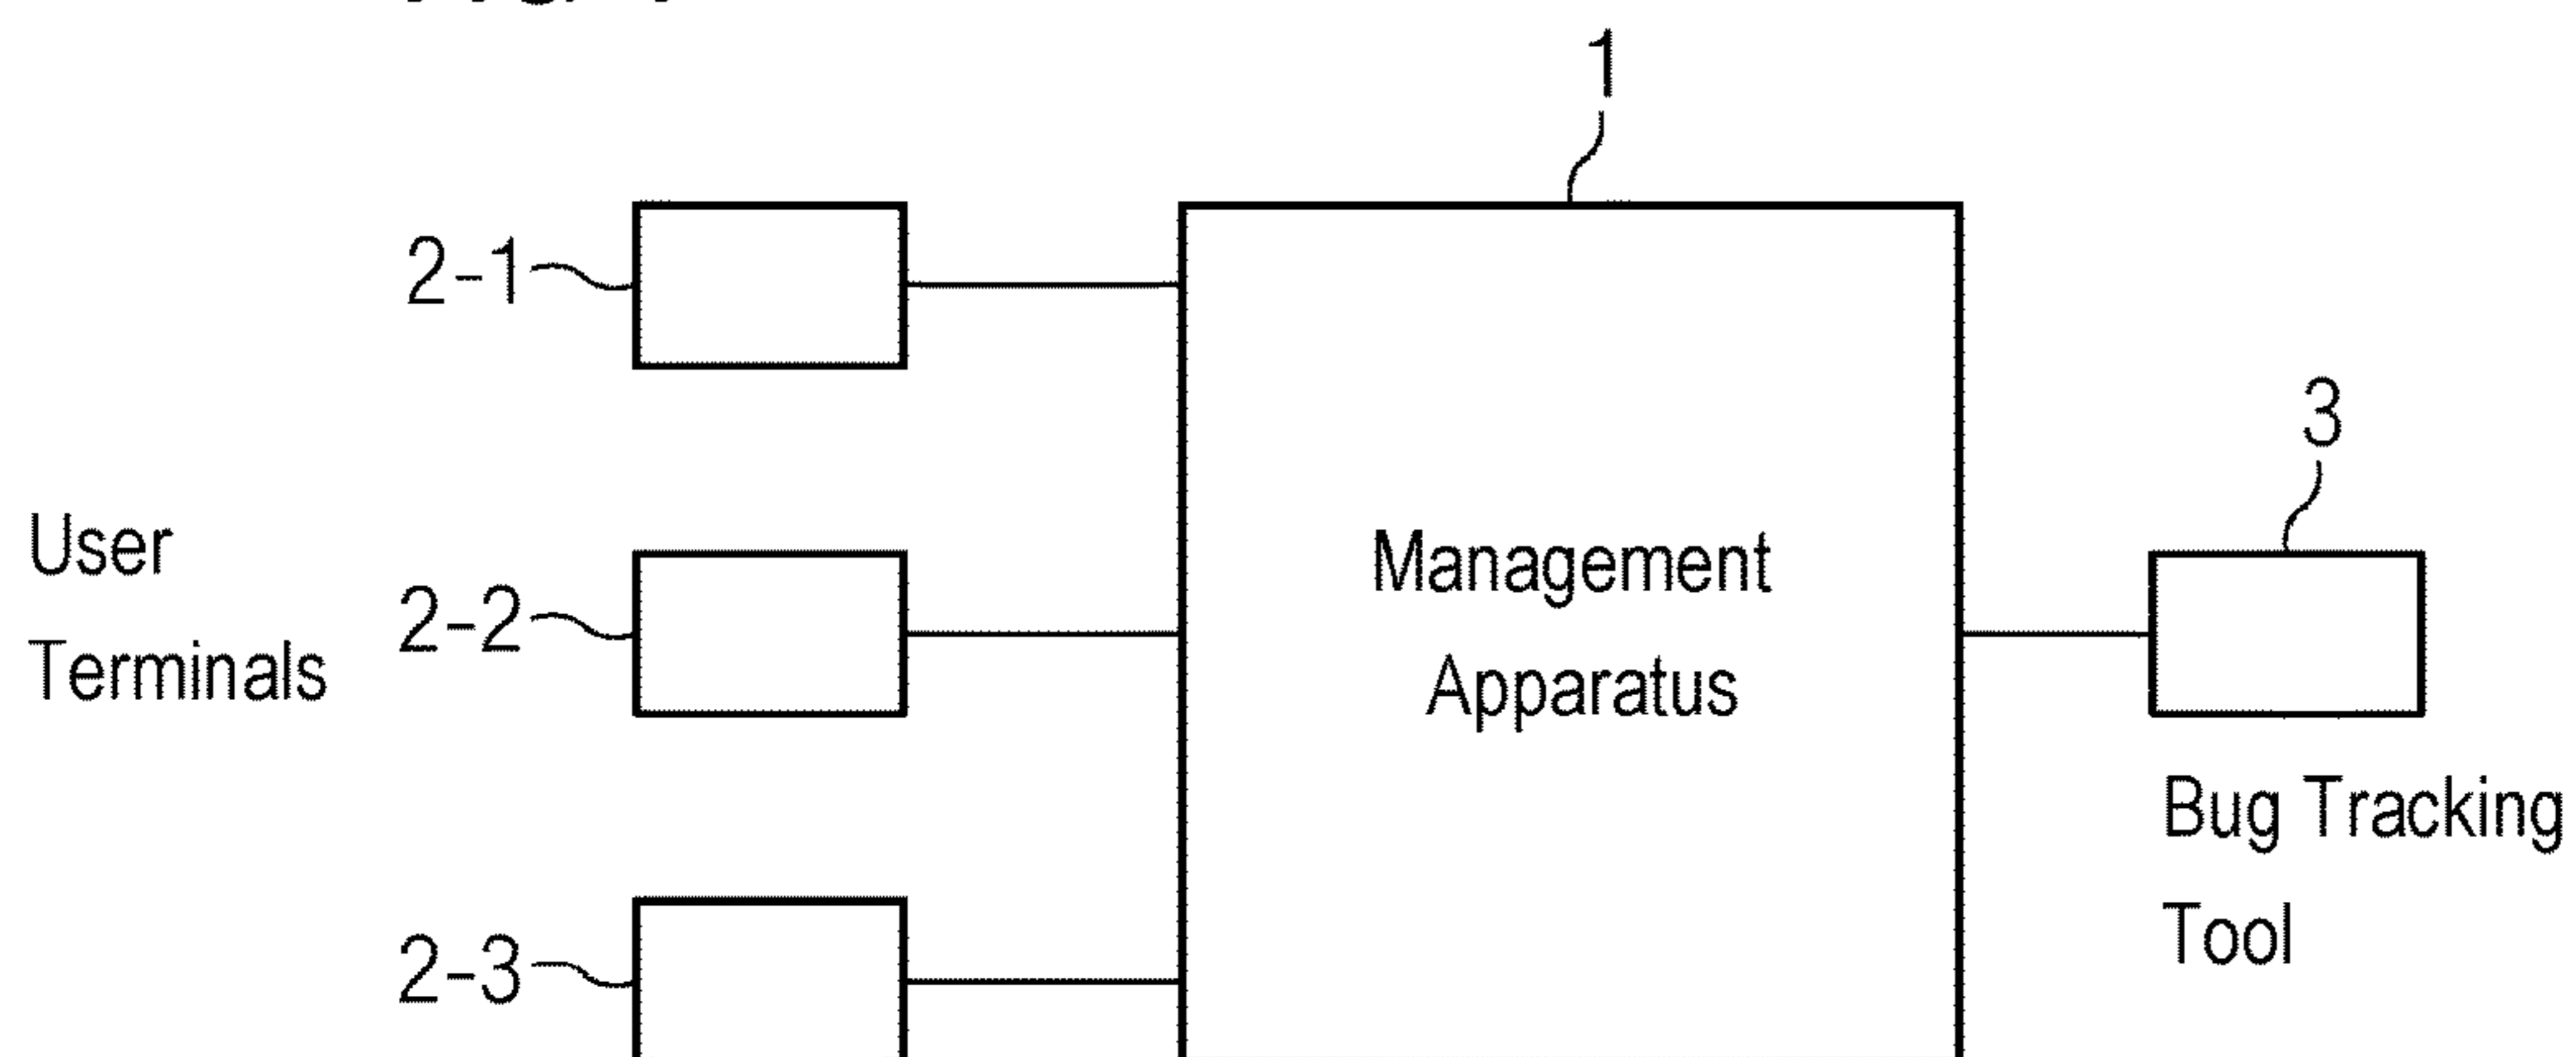 1
2-1
3
User
Terminals
2-2
Management
Apparatus
Bug Tracking
Tool
2-3